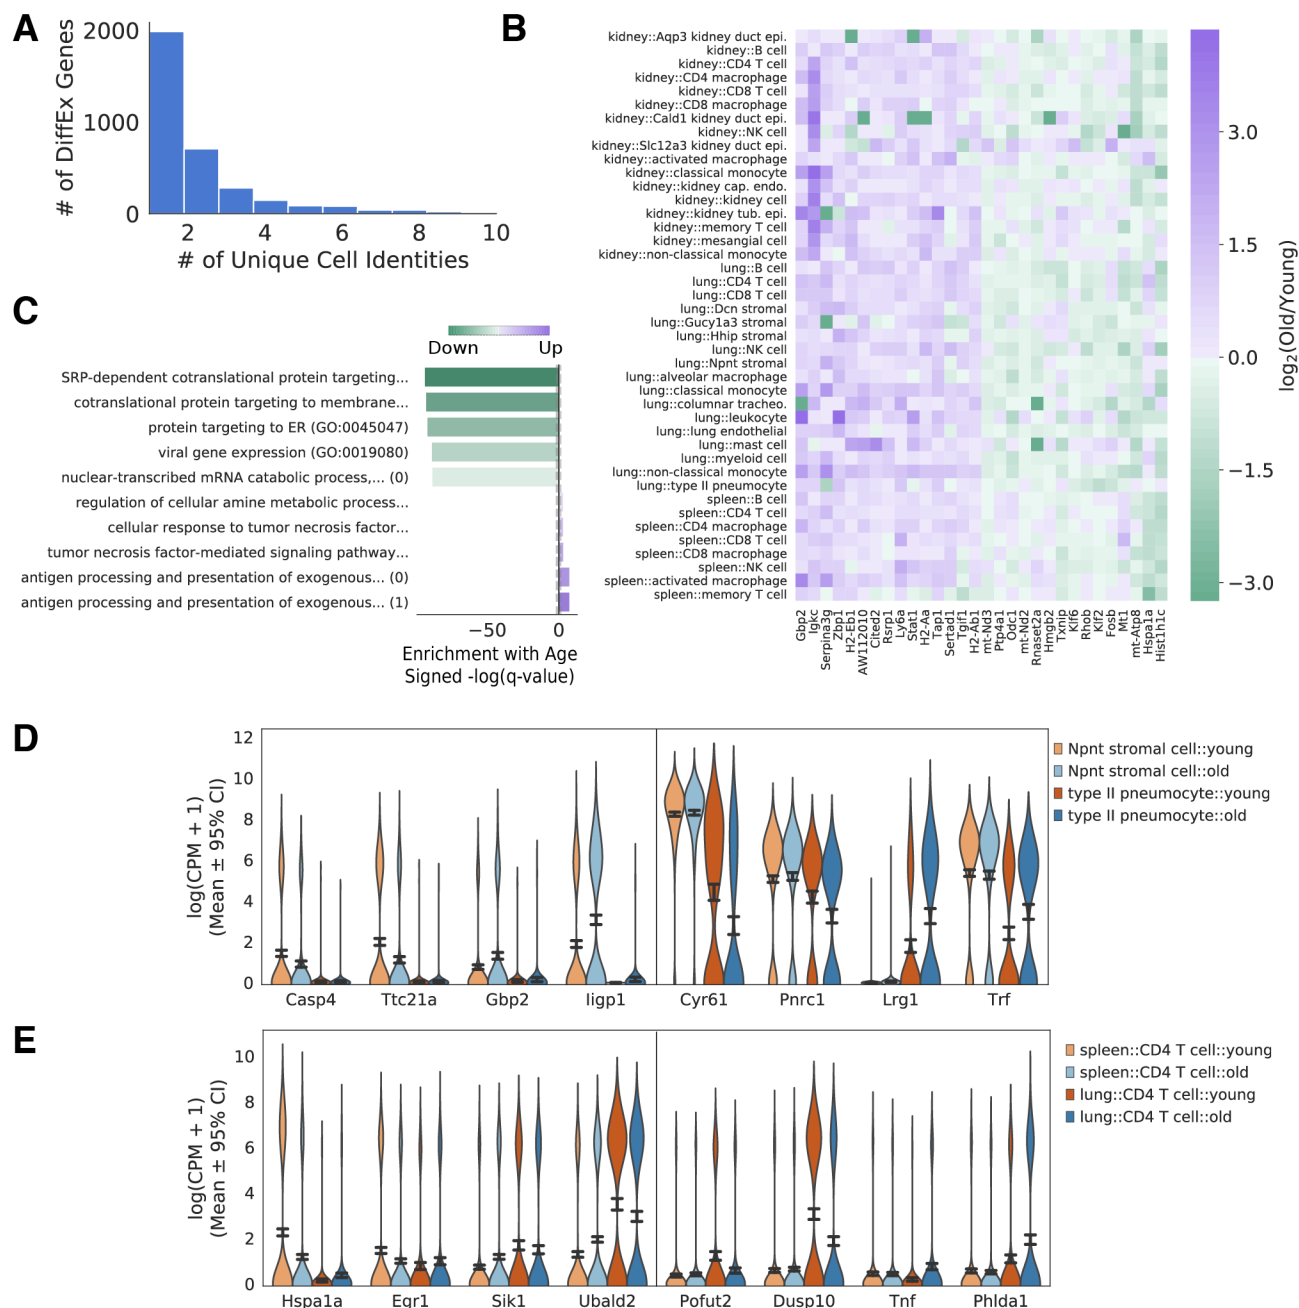 A
# of DiffEx Genes
2000
1000
0
2
4
6
8
10
# of Unique Cell Identities
B
kidney::Aqp3 kidney duct epi.
kidney::B cell
kidney::CD4 T cell
kidney::CD4 macrophage
kidney::CD8 T cell
kidney::CD8 macrophage
kidney::Cald1 kidney duct epi.
kidney::NK cell
kidney::Slc12a3 kidney duct epi.
kidney::activated macrophage
kidney::classical monocyte
kidney::kidney cap. endo.
kidney::kidney cell
kidney::kidney tub. epi.
kidney::memory T cell
kidney::mesangial cell
kidney::non-classical monocyte
lung::B cell
lung::CD4 T cell
lung::CD8 T cell
lung::Dcn stromal
lung::Gucy1a3 stromal
lung::Hhip stromal
lung::NK cell
lung::Npnt stromal
lung::alveolar macrophage
lung::classical monocyte
lung::columnar tracheo.
lung::leukocyte
lung::lung endothelial
lung::mast cell
lung::myeloid cell
lung::non-classical monocyte
lung::type II pneumocyte
spleen::B cell
spleen::CD4 T cell
spleen::CD4 macrophage
spleen::CD8 T cell
spleen::CD8 macrophage
spleen::NK cell
spleen::activated macrophage
spleen::memory T cell
Gbp2
Igkc
Serpina3g
Zbp1
H2-Eb1
AW112010
Cited2
Rsrp1
Ly6a
Stat1
H2-Aa
Tap1
Sertad1
Tgif1
H2-Ab1
mt-Nd3
Ptp4a1
Odc1
mt-Nd2
Rnaset2a
Hmgb2
Txnip
Klf6
Rhob
Klf2
Fosb
Mt1
mt-Atp8
Hspa1a
Hist1h1c
3.0
1.5
0.0
−1.5
−3.0
log2(Old/Young)
C
Down
Up
SRP-dependent cotranslational protein targeting...
cotranslational protein targeting to membrane...
protein targeting to ER (GO:0045047)
viral gene expression (GO:0019080)
nuclear-transcribed mRNA catabolic process,... (0)
regulation of cellular amine metabolic process...
cellular response to tumor necrosis factor...
tumor necrosis factor-mediated signaling pathway...
antigen processing and presentation of exogenous... (0)
antigen processing and presentation of exogenous... (1)
−50
0
Enrichment with Age
Signed -log(q-value)
D
log(CPM + 1)
(Mean ± 95% CI)
12
10
8
6
4
2
0
Casp4
Ttc21a
Gbp2
Iigp1
Cyr61
Pnrc1
Lrg1
Trf
Npnt stromal cell::young
Npnt stromal cell::old
type II pneumocyte::young
type II pneumocyte::old
E
log(CPM + 1)
(Mean ± 95% CI)
10
8
6
4
2
0
Hspa1a
Egr1
Sik1
Ubald2
Pofut2
Dusp10
Tnf
Phlda1
spleen::CD4 T cell::young
spleen::CD4 T cell::old
lung::CD4 T cell::young
lung::CD4 T cell::old